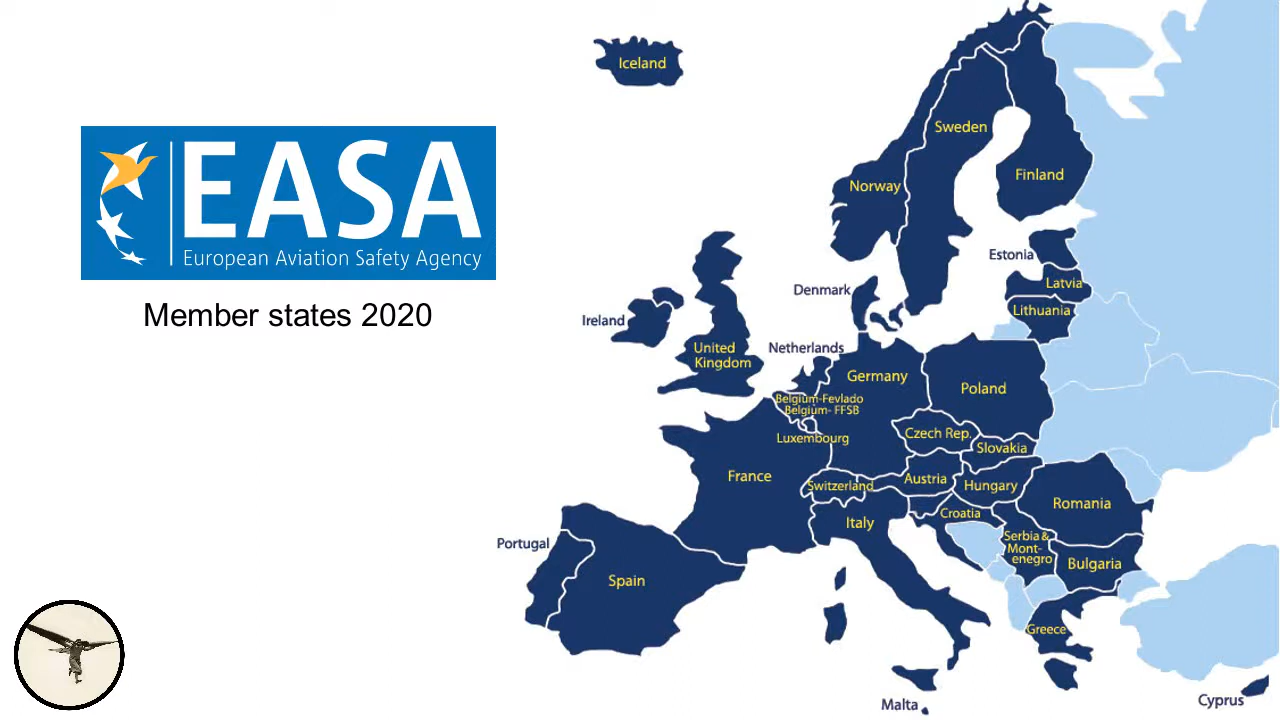 EASA
European Aviation Safety Agency
Member states 2020
Iceland
Sweden
Finland
Norway
Estonia
Latvia
Lithuania
Denmark
Ireland
United
Kingdom
Netherlands
Germany
Poland
Belgium-Fevlado
Belgium- FFSB
Luxembourg
Czech Rep.
Slovakia
France
Switzerland
Austria
Hungary
Romania
Italy
Croatia
Serbia &
Mont-
enegro
Bulgaria
Portugal
Spain
Greece
Malta
Cyprus